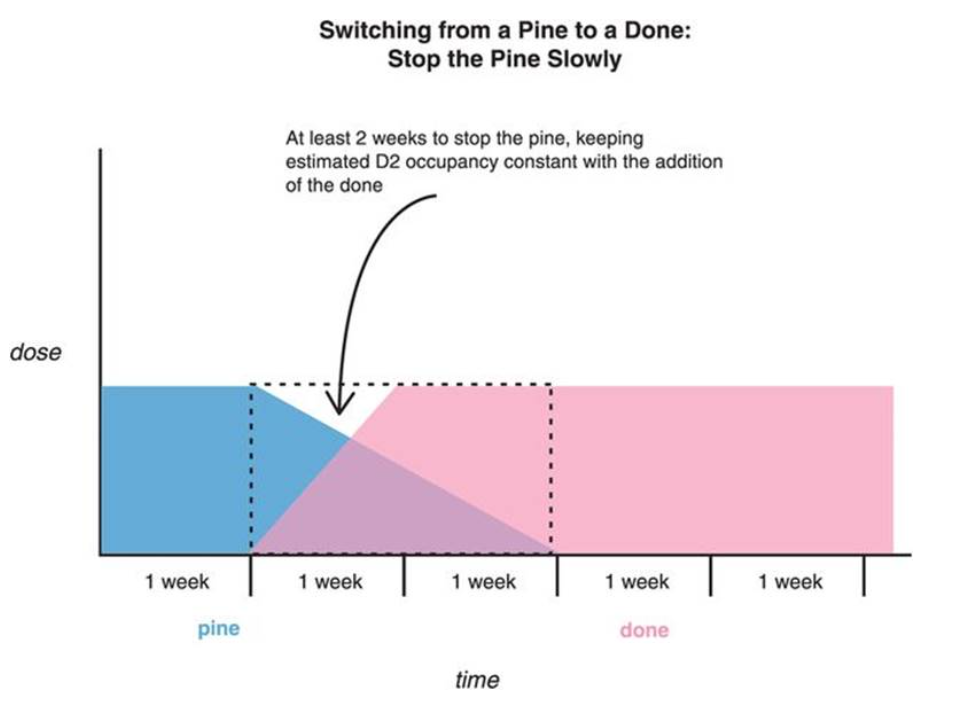 Switching from a Pine to a Done:
Stop the Pine Slowly
At least 2 weeks to stop the pine, keeping
estimated D2 occupancy constant with the addition
of the done
dose
1 week 1 week 1 week 1 week 1 week
pine done
time